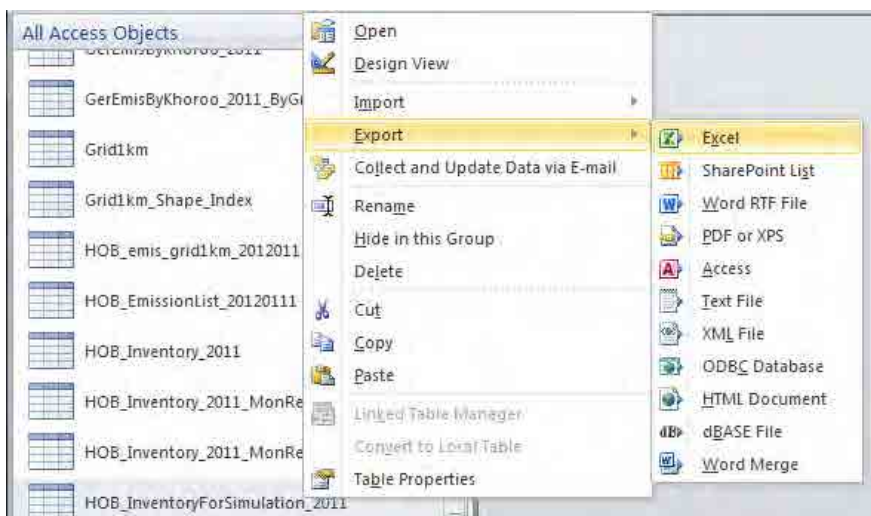 All Access Objects
GerEmisByKhoroo_2011
GerEmisByKhoroo_2011_ByG
Grid1km
Grid1km_Shape_Index
HOB_emis_grid1km_2012011
HOB_EmissionList_20120111
HOB_Inventory_2011
HOB_Inventory_2011_MonRe
HOB_Inventory_2011_MonRe
HOB_InventoryForSimulation_2011
Open
Design View
Import
Export
Collect and Update Data via E-mail
Rename
Hide in this Group
Delete
Cut
Copy
Paste
Linked Table Manager
Convert to Local Table
Table Properties
Excel
SharePoint List
Word RTF File
PDF or XPS
Access
Text File
XML File
ODBC Database
HTML Document
dBASE File
Word Merge